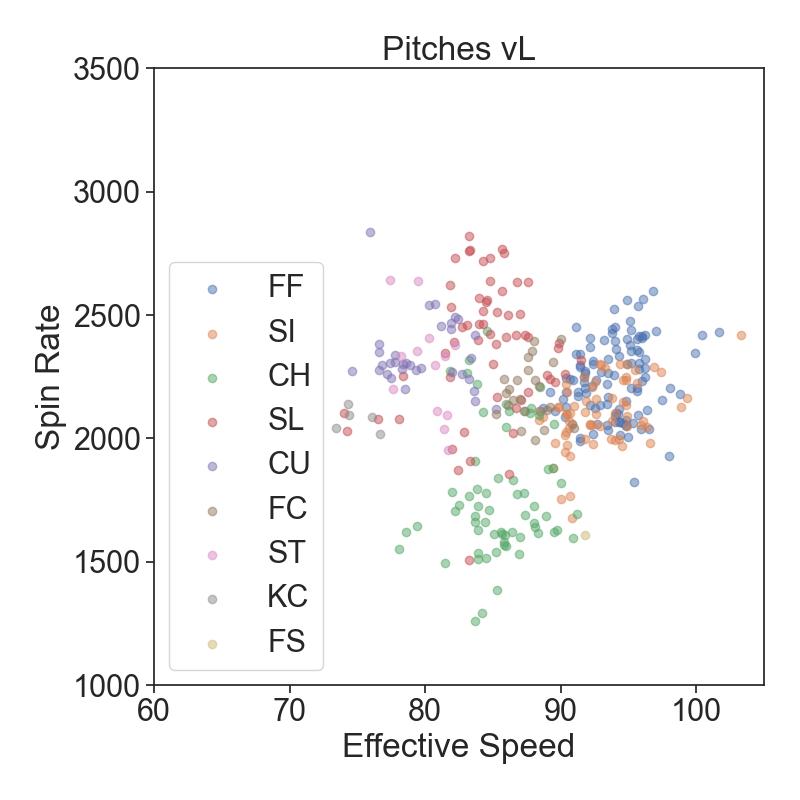 Pitches vL
3500
3000
2500
2000
1500
1000
Spin Rate
FF
SI
CH
SL
CU
FC
ST
KC
FS
60 70 80 90 100
Effective Speed